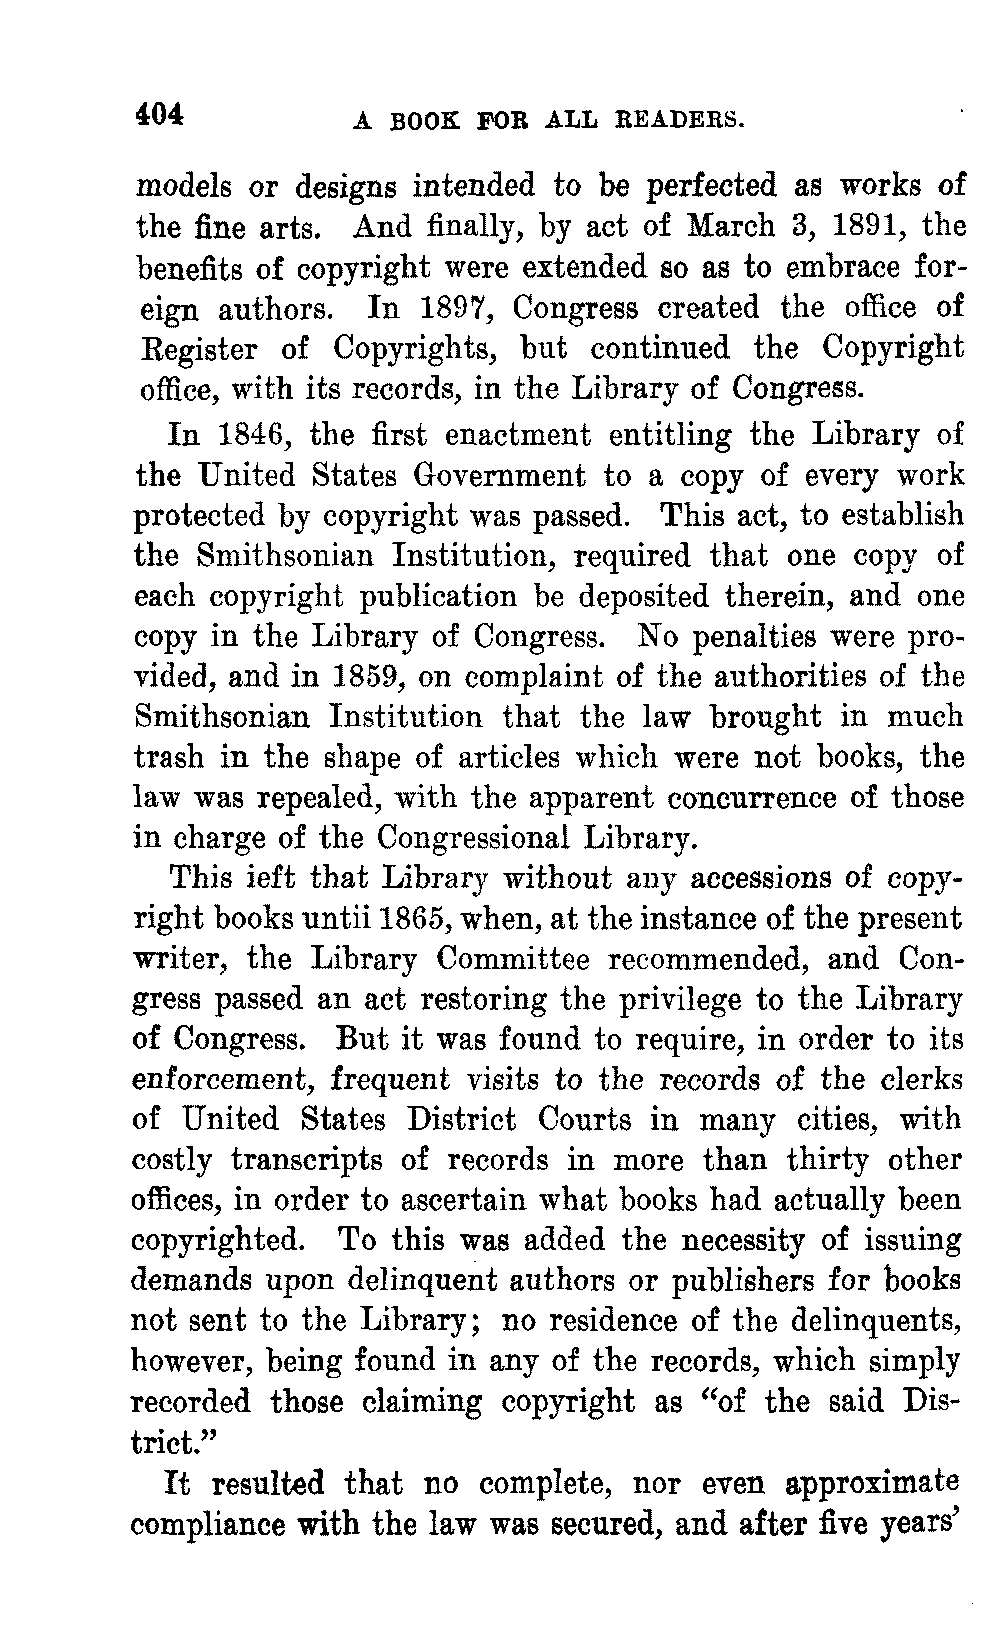 404
A BOOK FOR ALL READERS.
models or designs intended to be perfected as works of
the fine arts. And finally, by act of March 3, 1891, the
benefits of copyright were extended so as to embrace for-
eign authors. In 1897, Congress created the office of
Register of Copyrights, but continued the Copyright
office, with its records, in the Library of Congress.
In 1846, the first enactment entitling the Library of
the United States Government to a copy of every work
protected by copyright was passed. This act, to establish
the Smithsonian Institution, required that one copy of
each copyright publication be deposited therein, and one
copy in the Library of Congress. No penalties were pro-
vided, and in 1859, on complaint of the authorities of the
Smithsonian Institution that the law brought in much
trash in the shape of articles which were not books, the
law was repealed, with the apparent concurrence of those
in charge of the Congressional Library.
This ieft that Library without any accessions of copy-
right books untii 1865, when, at the instance of the present
writer, the Library Committee recommended, and Con-
gress passed an act restoring the privilege to the Library
of Congress. But it was found to require, in order to its
enforcement, frequent visits to the records of the clerks
of United States District Courts in many cities, with
costly transcripts of records in more than thirty other
offices, in order to ascertain what books had actually been
copyrighted. To this was added the necessity of issuing
demands upon delinquent authors or publishers for books
not sent to the Library; no residence of the delinquents,
however, being found in any of the records, which simply
recorded those claiming copyright as “of the said Dis-
trict.”
It resulted that no complete, nor even approximate
compliance with the law was secured, and after five years’